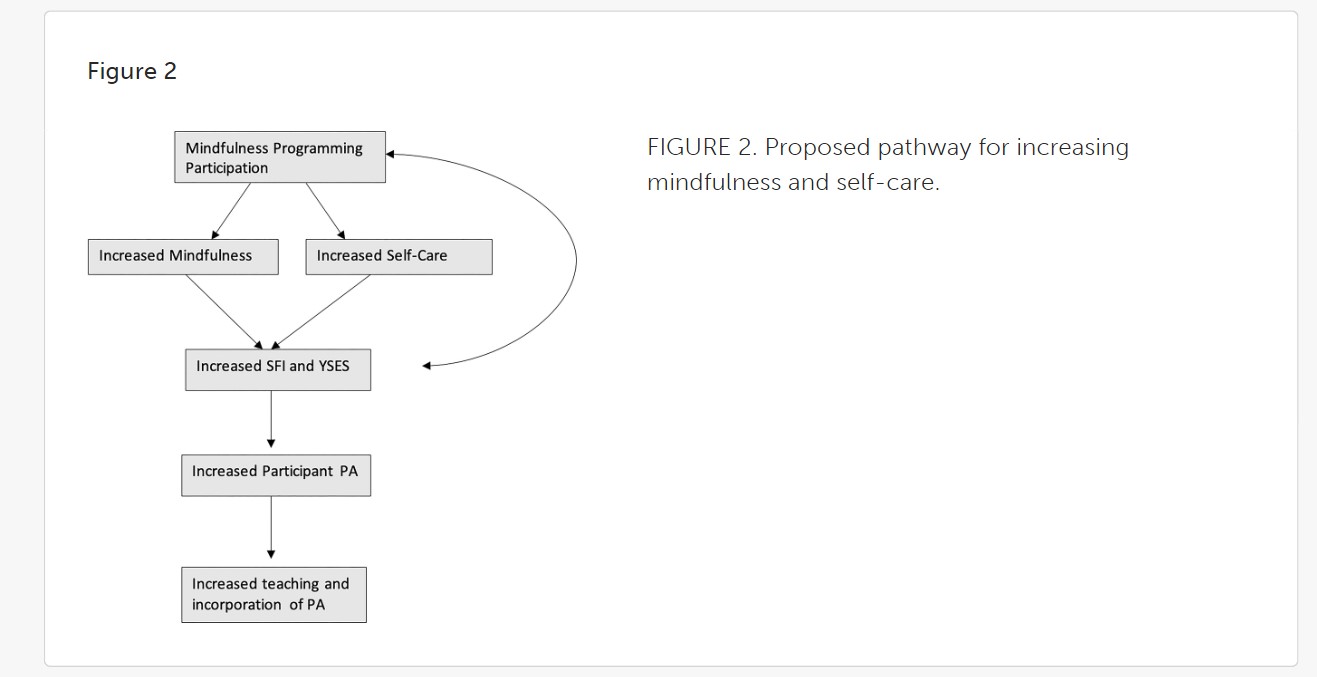 Figure 2
Mindfulness Programming
Participation
FIGURE 2. Proposed pathway for increasing
mindfulness and self-care.
Increased Mindfulness
Increased Self-Care
Increased SFI and YSES
Increased Participant PA
Increased teaching and
incorporation of PA